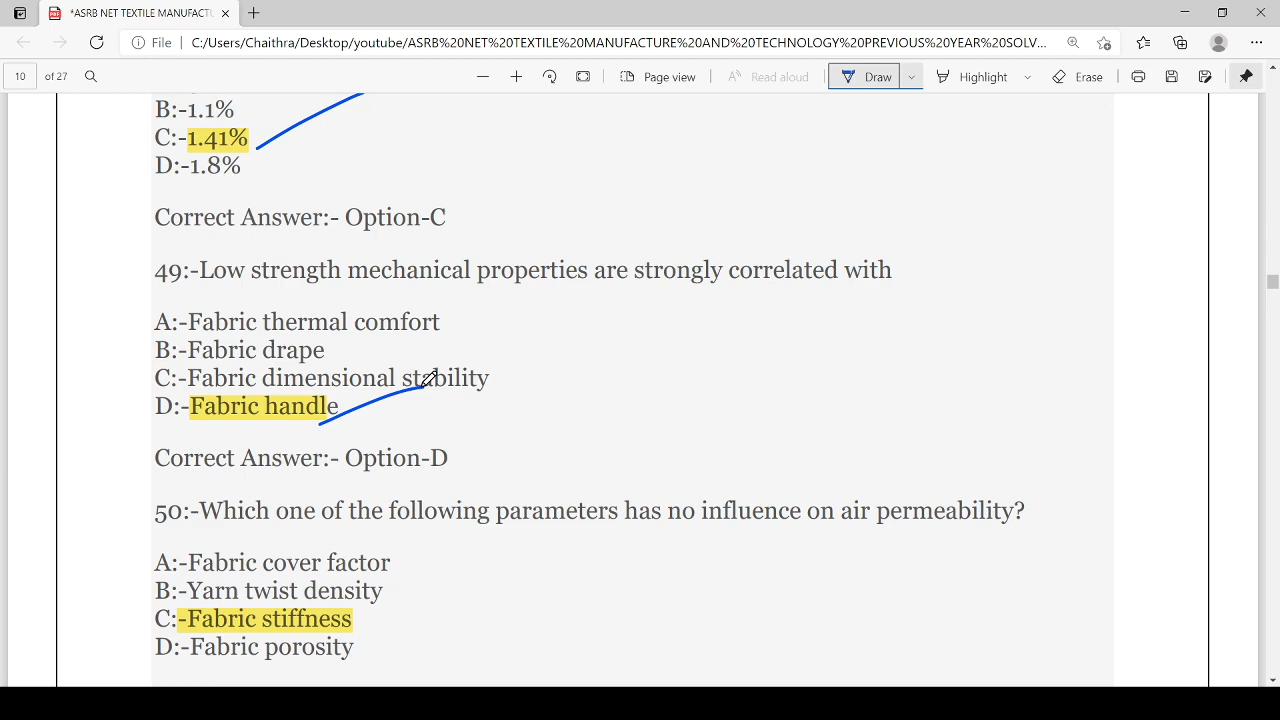 *ASRB NET TEXTILE MANUFACTU
File C:/Users/Chaithra/Desktop/youtube/ASRB%20NET%20TEXTILE%20MANUFACTURE%20AND%20TECHNOLOGY%20PREVIOUS%20YEAR%20SOLV...
10 of 27 Page view Read aloud Draw Highlight Erase
B:-1.1%
C:-1.41%
D:-1.8%
Correct Answer:- Option-C
49:-Low strength mechanical properties are strongly correlated with
A:-Fabric thermal comfort
B:-Fabric drape
C:-Fabric dimensional stability
D:-Fabric handle
Correct Answer:- Option-D
50:-Which one of the following parameters has no influence on air permeability?
A:-Fabric cover factor
B:-Yarn twist density
C:-Fabric stiffness
D:-Fabric porosity